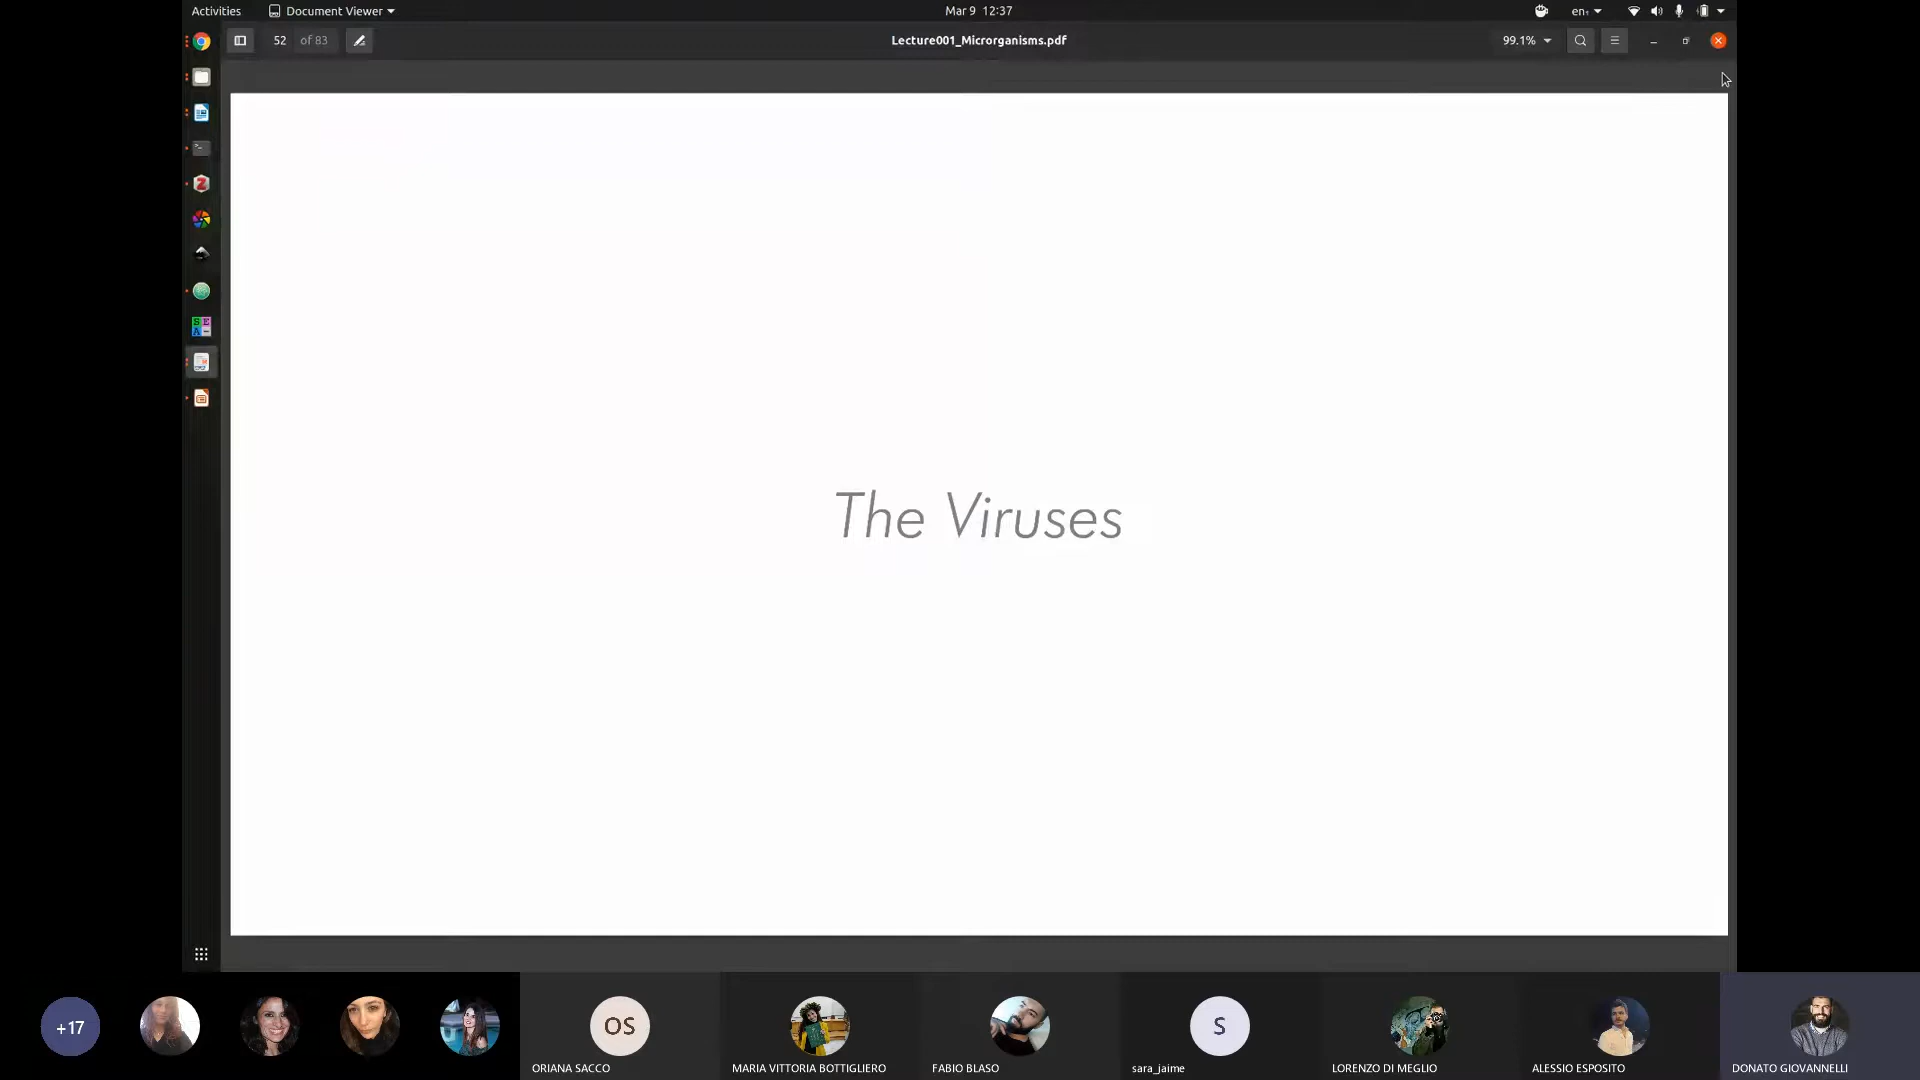 Activities
Document Viewer
Mar 9 12:37
en₁
52 of 83
Lecture001_Microrganisms.pdf
99.1%
The Viruses
+17
OS
S
ORIANA SACCO
MARIA VITTORIA BOTTIGLIERO
FABIO BLASO
sara_jaime
LORENZO DI MEGLIO
ALESSIO ESPOSITO
DONATO GIOVANNELLI